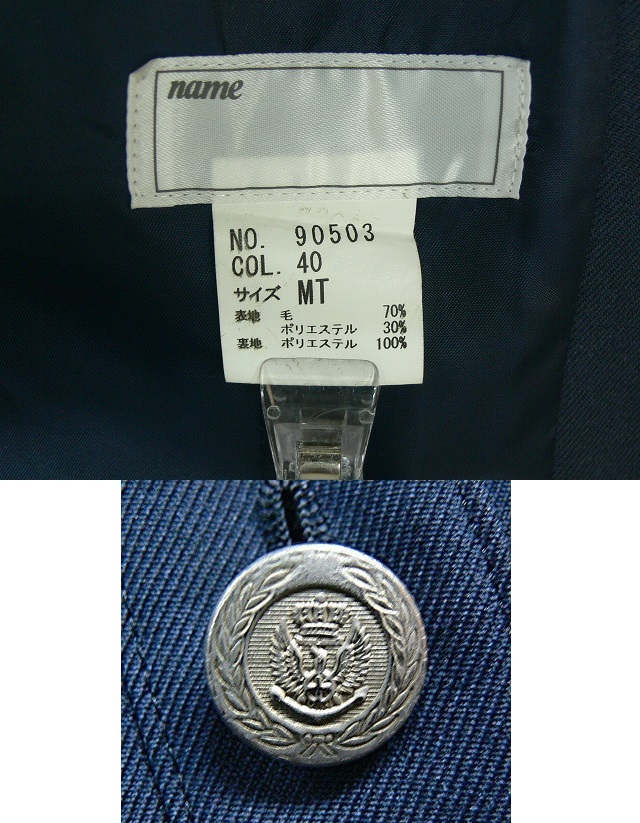 name
NO. 90503
COL. 40
サイズ MT
表地 毛 70%
ポリエステル 30%
裏地 ポリエステル 100%